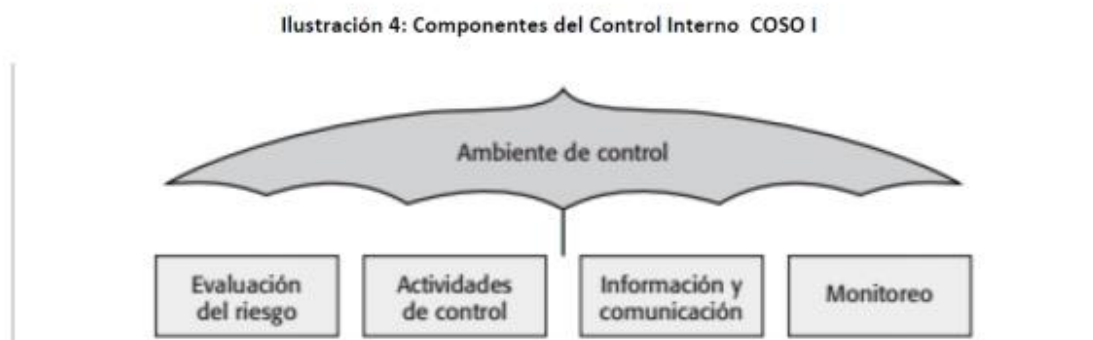 Ilustración 4: Componentes del Control Interno COSO I
Ambiente de control
Evaluación
del riesgo
Actividades
de control
Información y
comunicación
Monitoreo